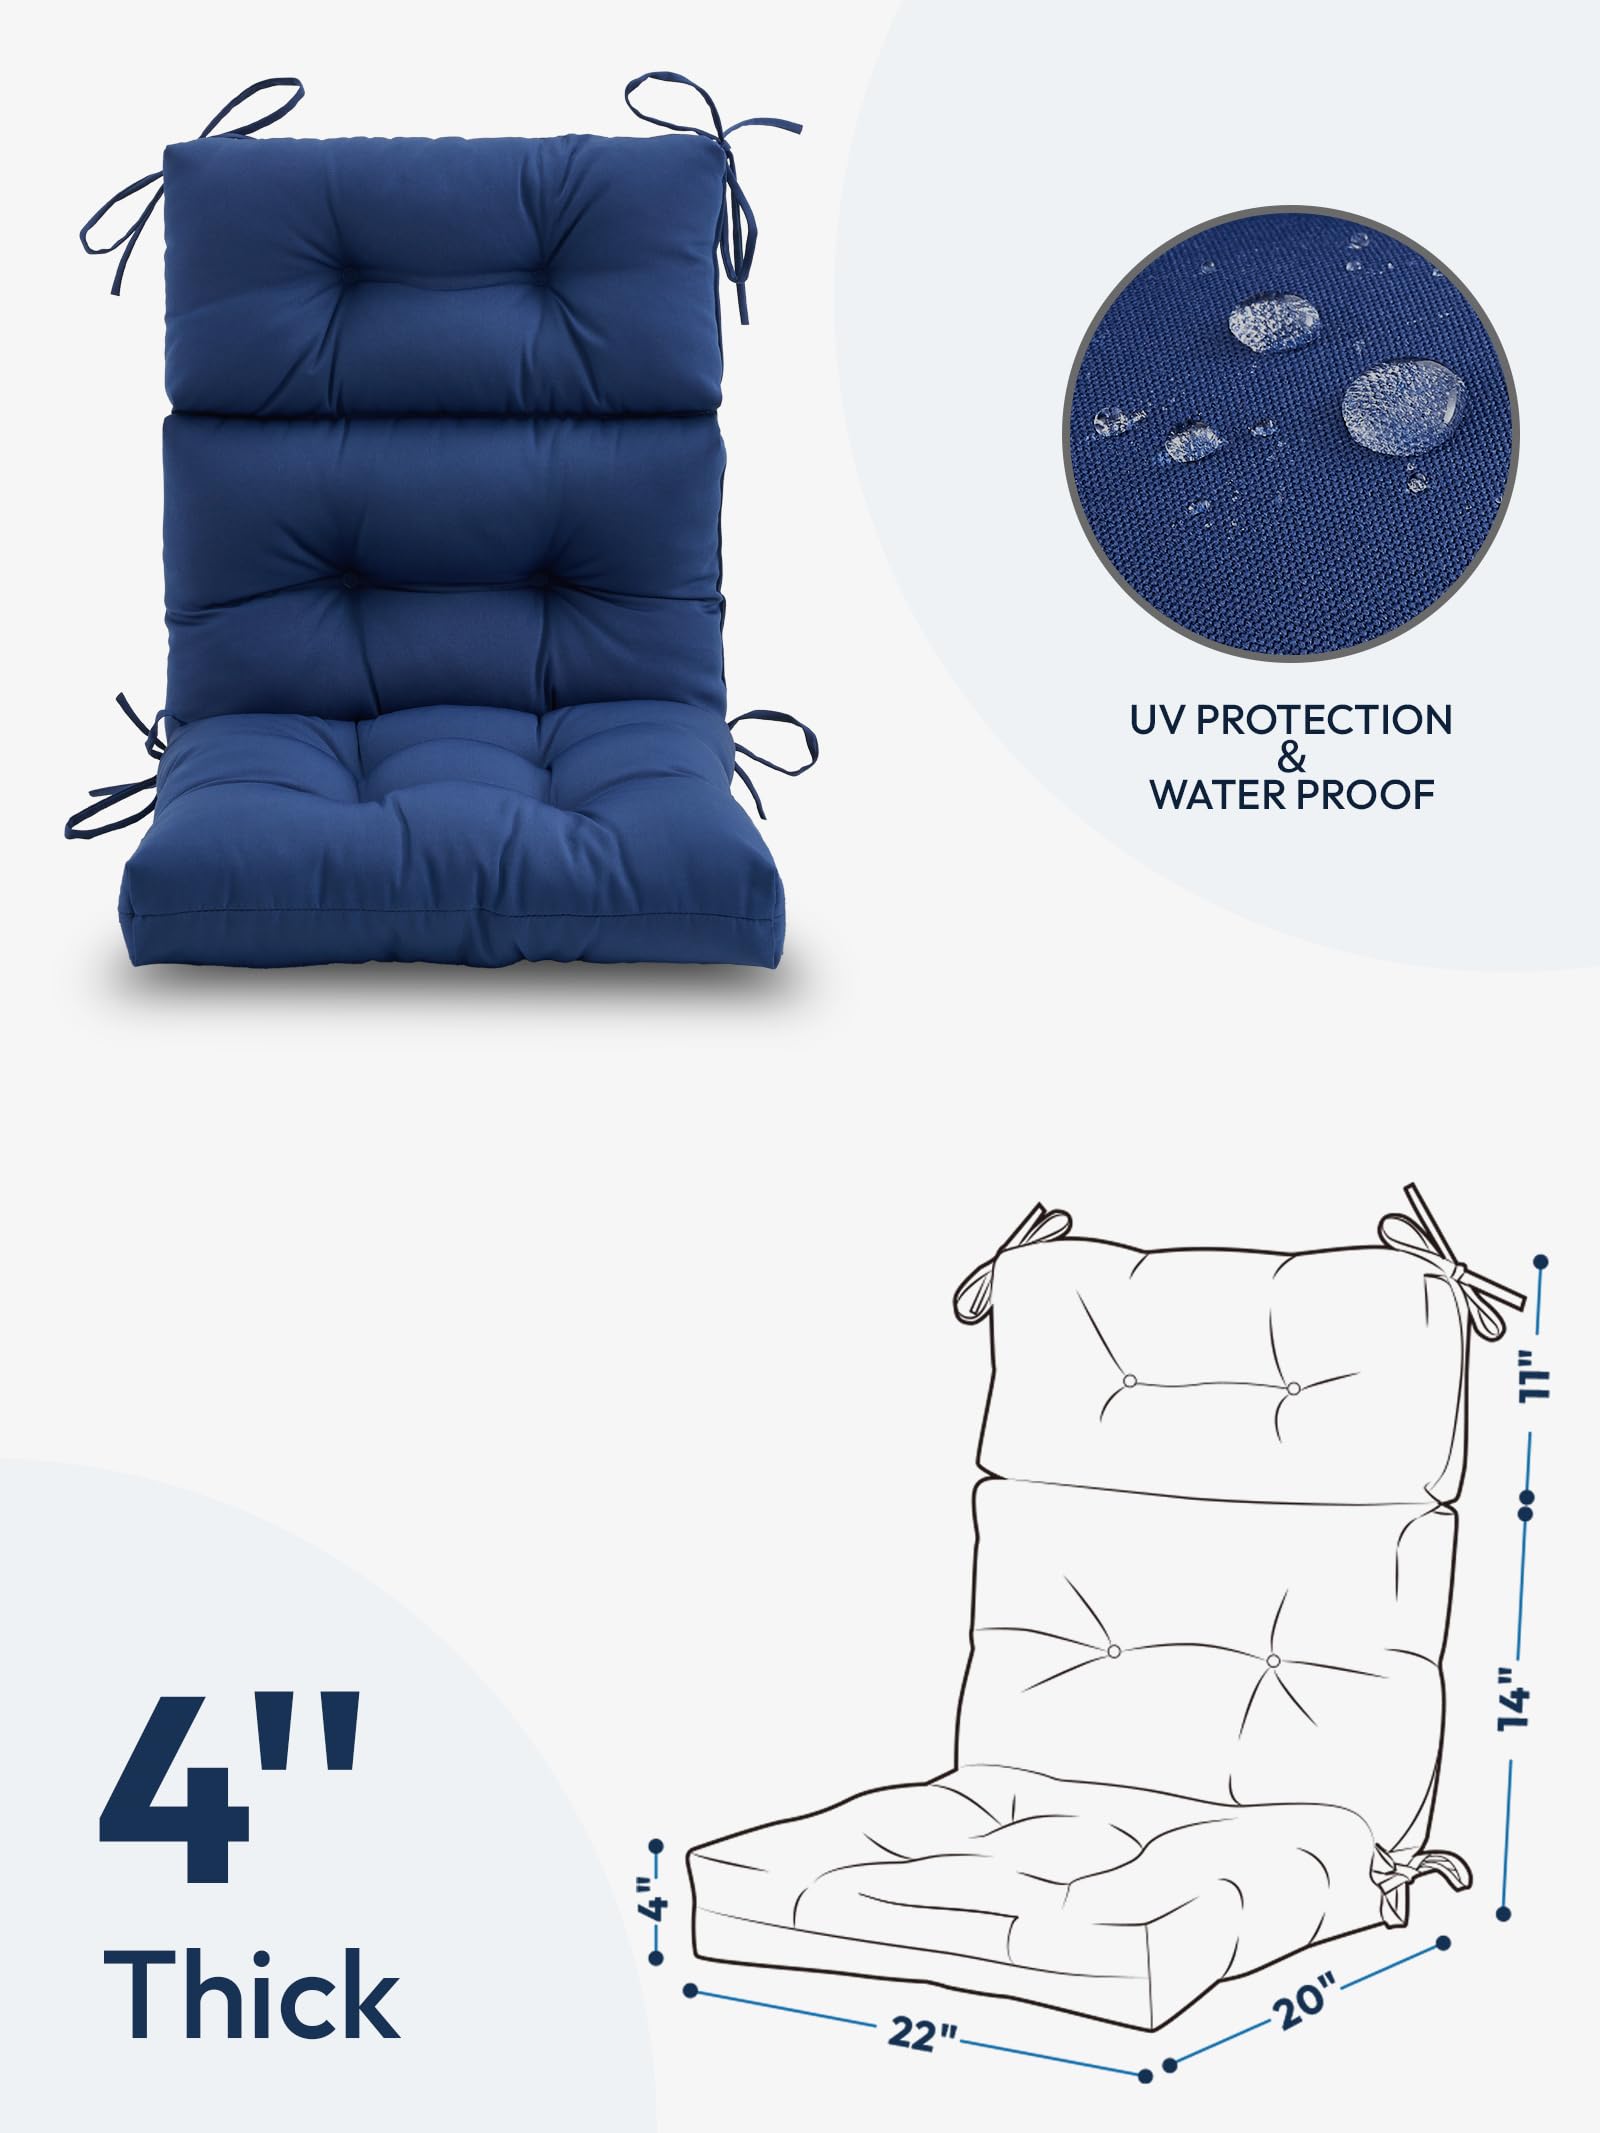 UV PROTECTION
&
WATER PROOF
11"
14"
4"
Thick
4"
22"
20"